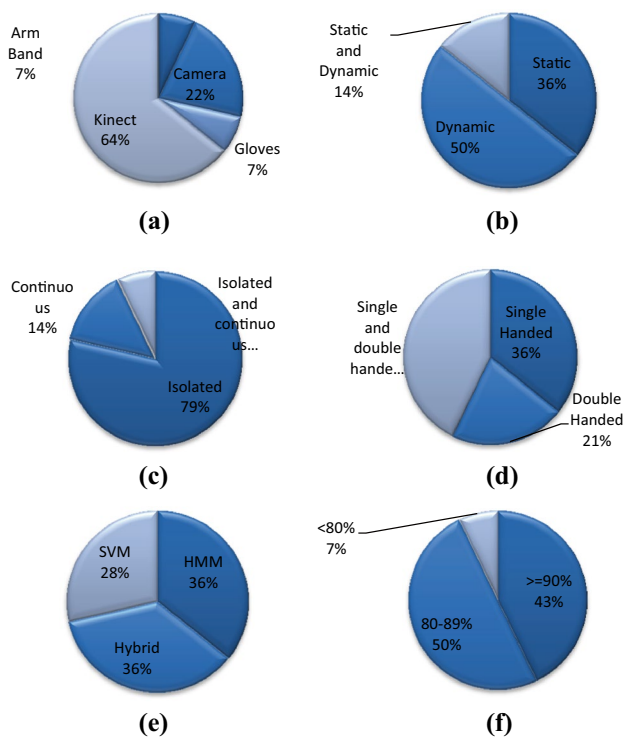 Arm
Band
7%
Camera
22%
Kinect
64%
Gloves
7%
(a)
Static
and
Dynamic
14%
Static
36%
Dynamic
50%
(b)
Continuo
us
14%
Isolated
and
continuo
us...
Isolated
79%
(c)
Single
and
double
hande...
Single
Handed
36%
Double
Handed
21%
(d)
SVM
28%
HMM
36%
Hybrid
36%
(e)
<80%
7%
>=90%
43%
80-89%
50%
(f)